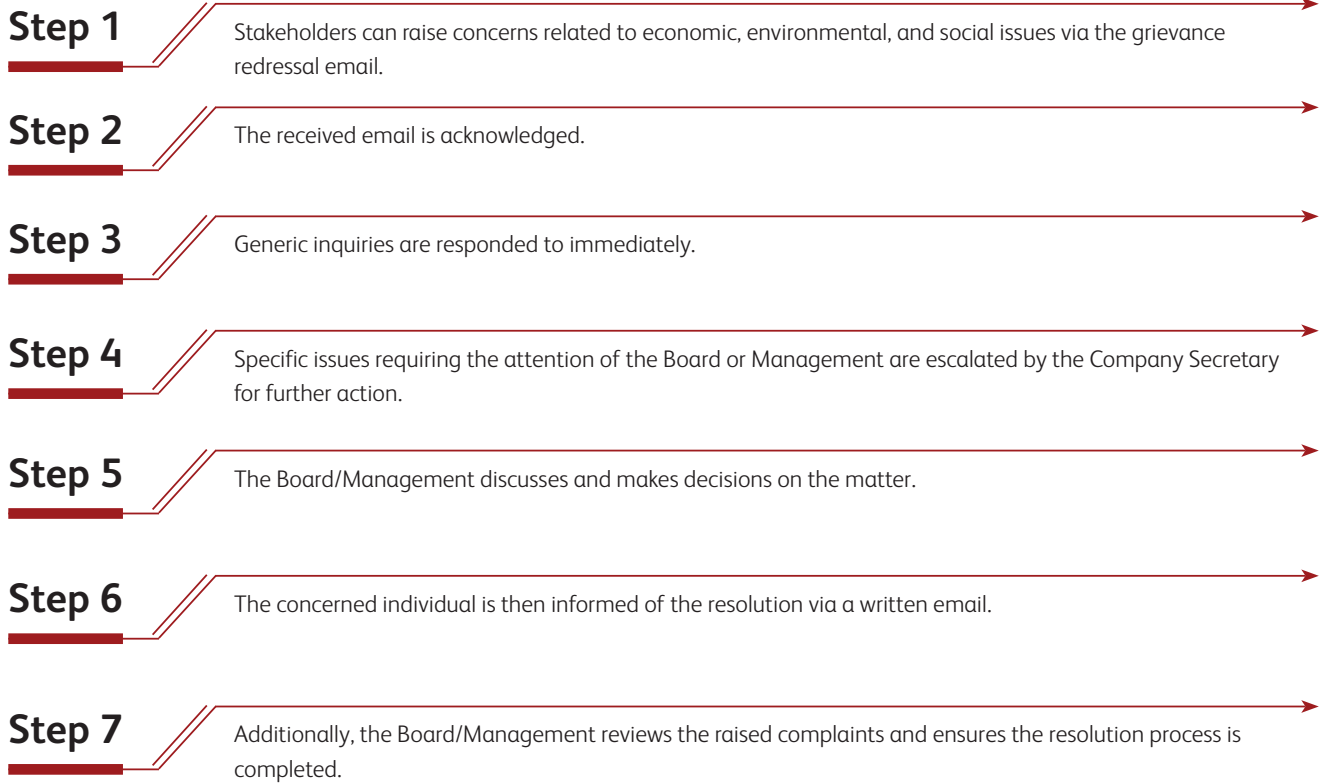 Step 1
Stakeholders can raise concerns related to economic, environmental, and social issues via the grievance
redressal email.
Step 2
The received email is acknowledged.
Step 3
Generic inquiries are responded to immediately.
Step 4
Specific issues requiring the attention of the Board or Management are escalated by the Company Secretary
for further action.
Step 5
The Board/Management discusses and makes decisions on the matter.
Step 6
The concerned individual is then informed of the resolution via a written email.
Step 7
Additionally, the Board/Management reviews the raised complaints and ensures the resolution process is
completed.